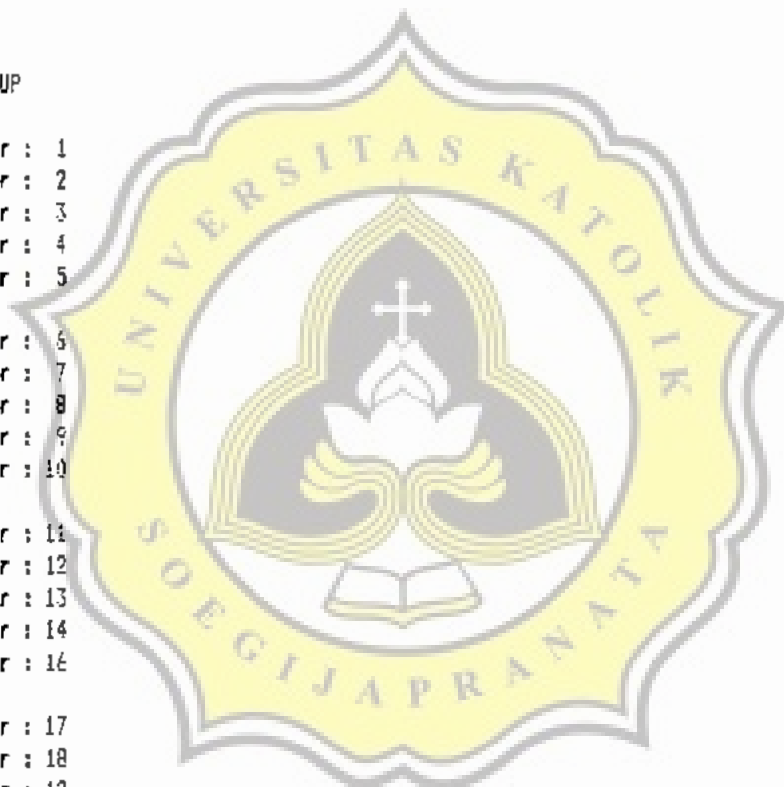 UP
r : 1
r : 2
r : 3
r : 4
r : 5
r : 6
r : 7
r : 8
r : 9
r : 10
r : 11
r : 12
r : 13
r : 14
r : 16
r : 17
r : 18
UNIVERSITAS KATOLIK
SOEGIJAPRANATA